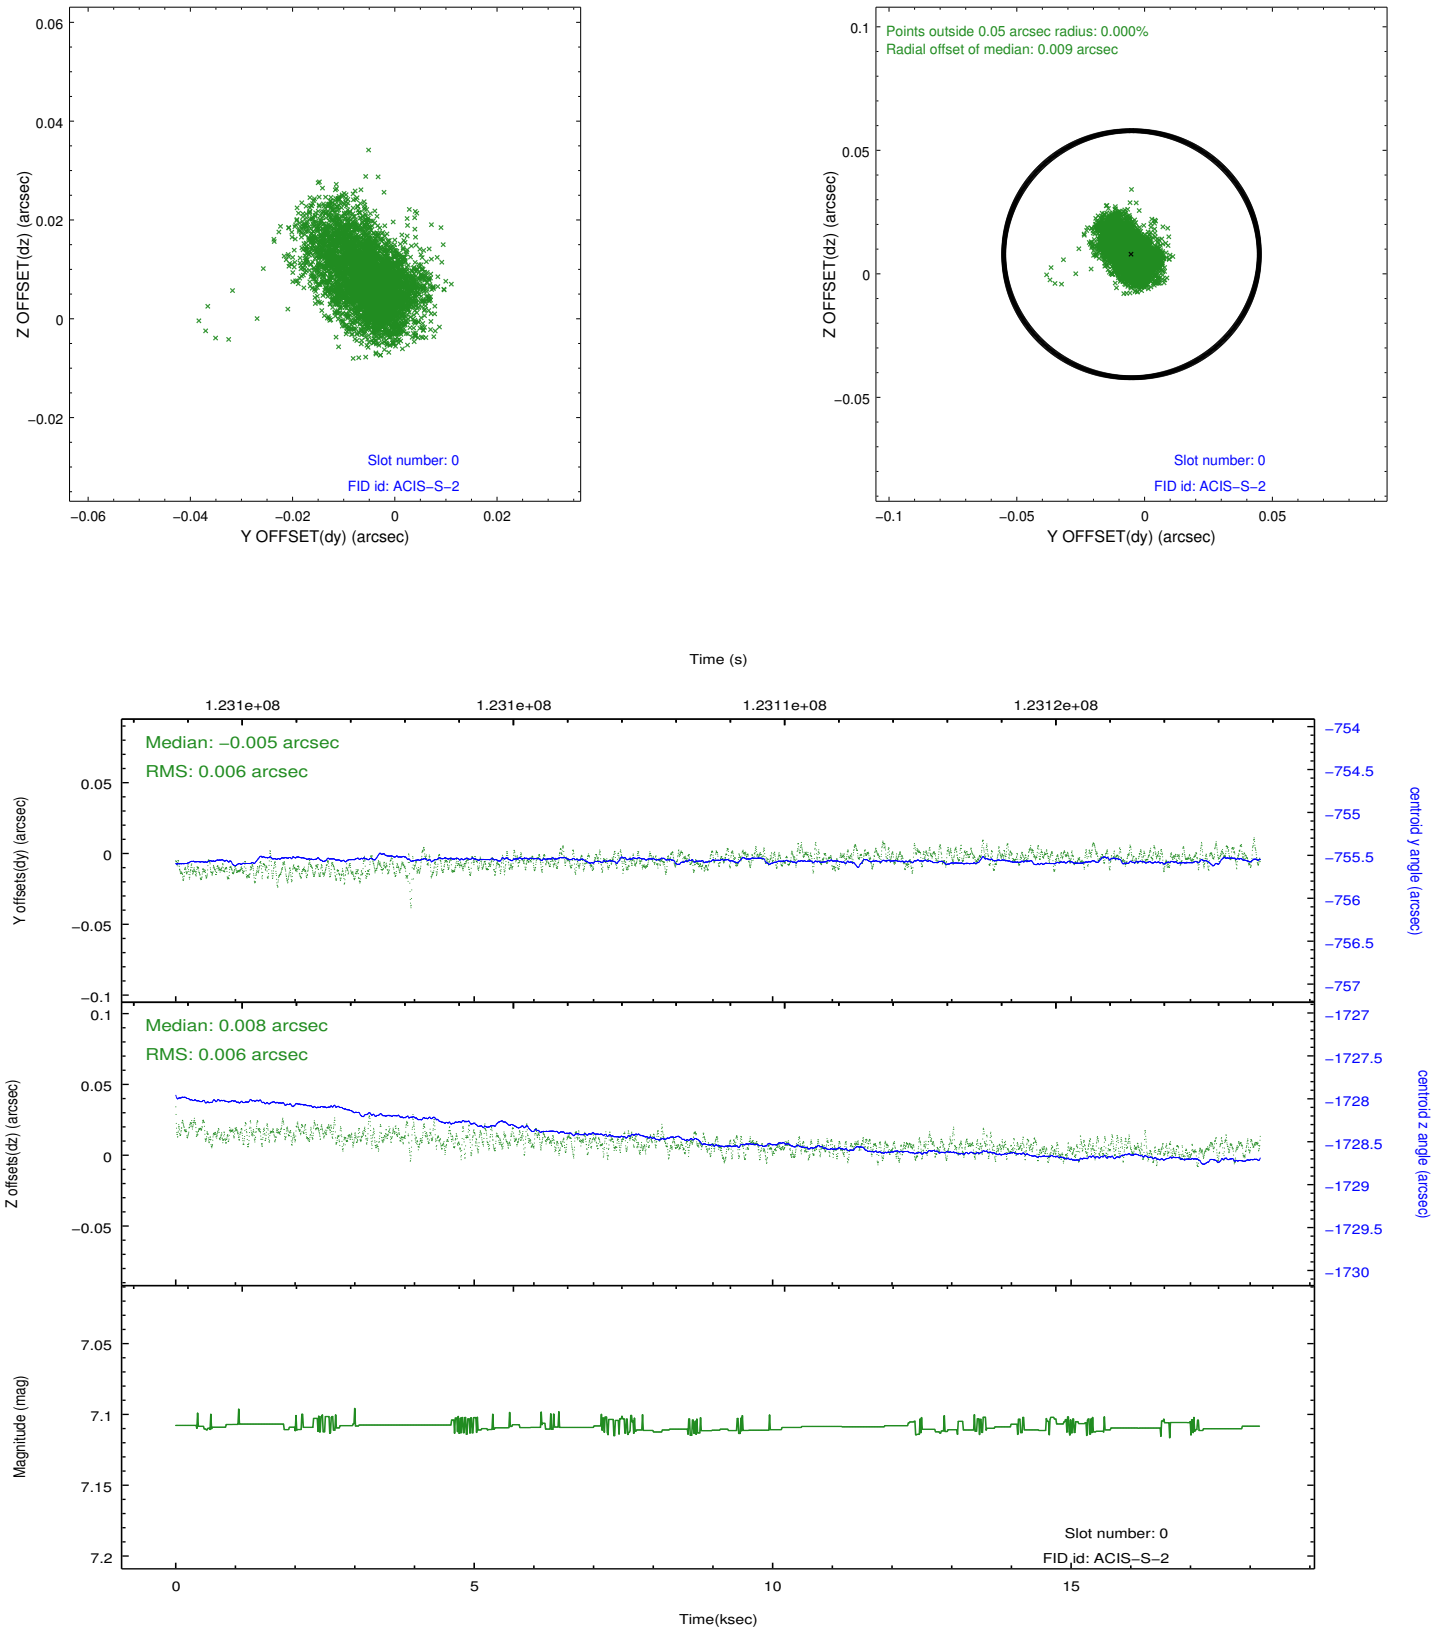 0.06
0.04
0.02
0
−0.02
Z OFFSET(dz) (arcsec)
Slot number: 0
FID id: ACIS−S−2
−0.06
−0.04
−0.02
0
0.02
Y OFFSET(dy) (arcsec)
Points outside 0.05 arcsec radius: 0.000%
Radial offset of median: 0.009 arcsec
0.1
0.05
0
−0.05
Z OFFSET(dz) (arcsec)
Slot number: 0
FID id: ACIS−S−2
−0.1
−0.05
0
0.05
Y OFFSET(dy) (arcsec)
Time (s)
1.231e+08
1.231e+08
1.2311e+08
1.2312e+08
Median: −0.005 arcsec
RMS: 0.006 arcsec
0.05
0
−0.05
−0.1
Y offsets(dy) (arcsec)
−754
−754.5
−755
−755.5
−756
−756.5
−757
centroid y angle (arcsec)
Median: 0.008 arcsec
RMS: 0.006 arcsec
0.1
0.05
0
−0.05
Z offsets(dz) (arcsec)
−1727
−1727.5
−1728
−1728.5
−1729
−1729.5
−1730
centroid z angle (arcsec)
7.05
7.1
7.15
7.2
Magnitude (mag)
Slot number: 0
FID id: ACIS−S−2
0
5
10
15
Time(ksec)